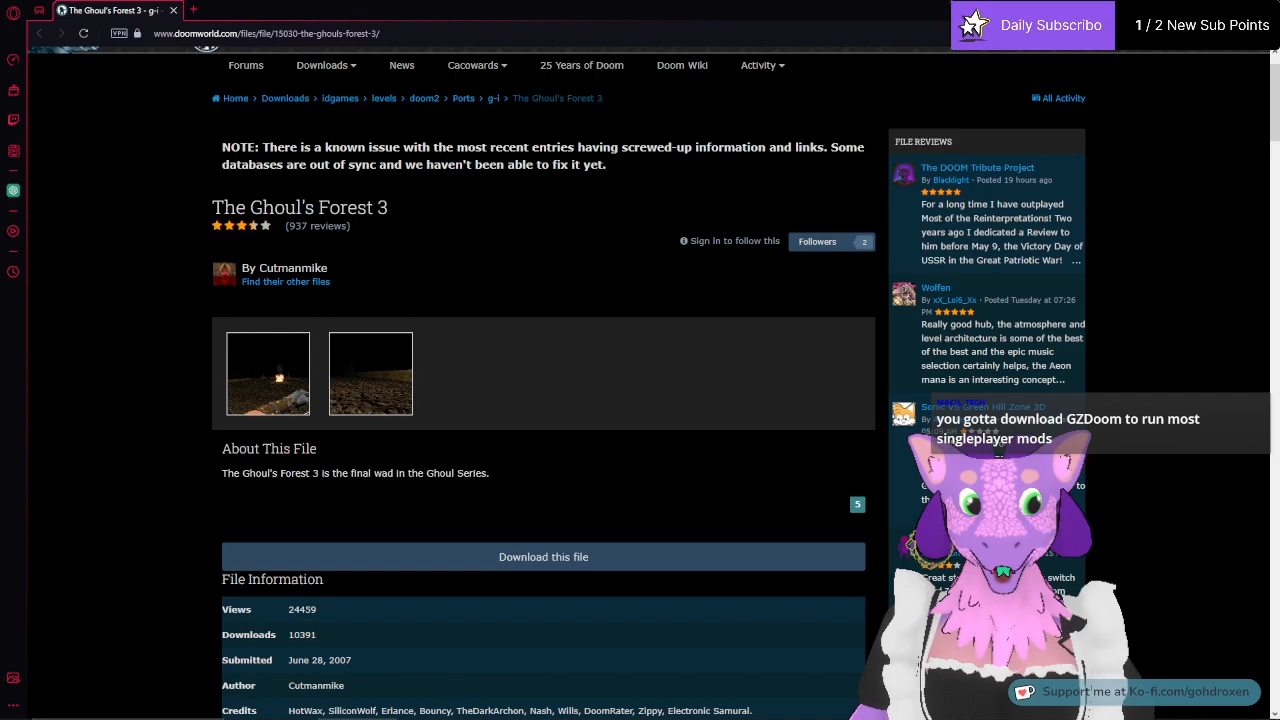 The Ghoul's Forest 3 - g-i -
www.doomworld.com/files/file/15030-the-ghouls-forest-3/
VPN
Daily Subscribo
1 / 2 New Sub Points
Forums
Downloads
News
Cacowards
25 Years of Doom
Doom Wiki
Activity
Home > Downloads > idgames > levels > doom2 > Ports > g-i > The Ghoul's Forest 3
All Activity
NOTE: There is a known issue with the most recent entries having screwed-up information and links. Some
databases are out of sync and we haven't been able to fix it yet.
The Ghoul's Forest 3
(937 reviews)
Sign in to follow this
Followers
2
By Cutmanmike
Find their other files
About This File
The Ghoul's Forest 3 is the final wad in the Ghoul Series.
5
Download this file
File Information
Views 24459
Downloads 10391
Submitted June 28, 2007
Author Cutmanmike
Credits HotWax, SiliconWolf, Erlance, Bouncy, TheDarkArchon, Nash, Wills, DoomRater, Zippy, Electronic Samurai.
FILE REVIEWS
The DOOM Tribute Project
By Blacklight · Posted 19 hours ago
For a long time I have outplayed
Most of the Reinterpretations! Two
years ago I dedicated a Review to
him before May 9, the Victory Day of
USSR in the Great Patriotic War! ...
Wolfen
By xX_Lol6_Xx · Posted Tuesday at 07:26
PM
Really good hub, the atmosphere and
level architecture is some of the best
of the best and the epic music
selection certainly helps, the Aeon
mana is an interesting concept...
Sonic VS Green Hill Zone 3D
you gotta download GZDoom to run most
singleplayer mods
to
switch
Support me at Ko-fi.com/gohdroxen